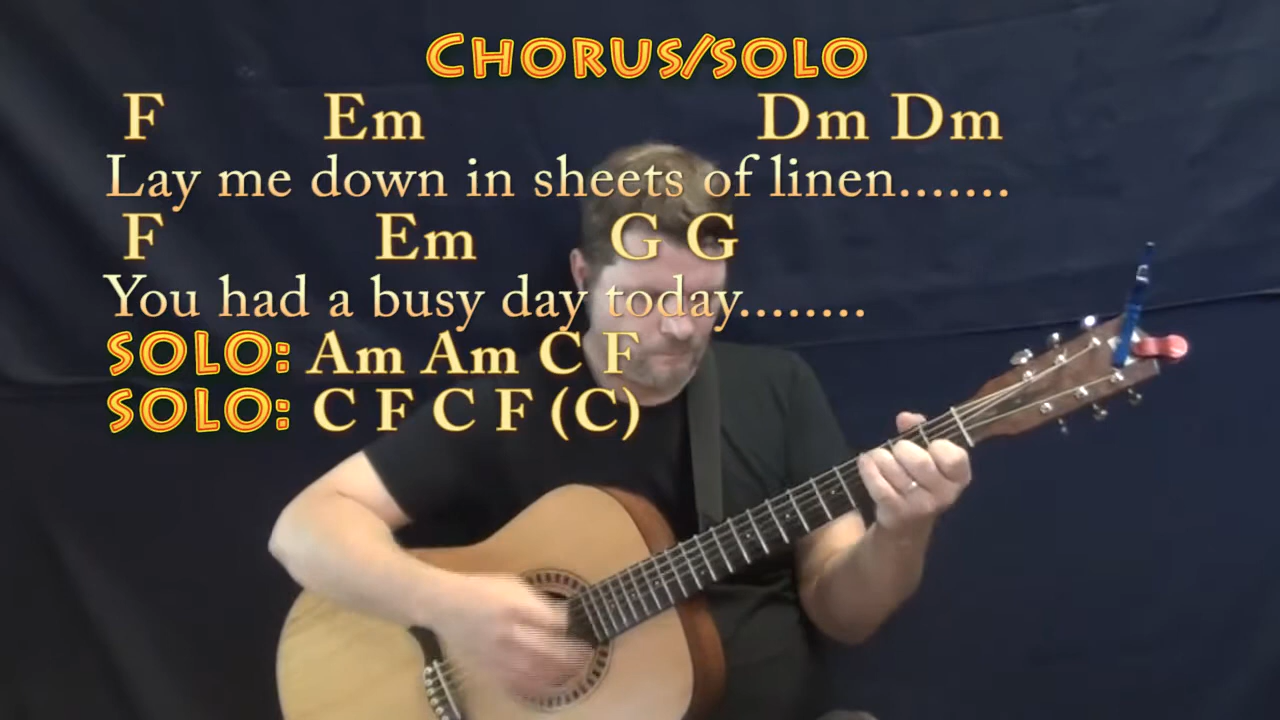 CHORUS/SOLO
F Em Dm Dm
Lay me down in sheets of linen.......
F Em G G
You had a busy day today........
SOLO: Am Am C F
SOLO: C F C F (C)